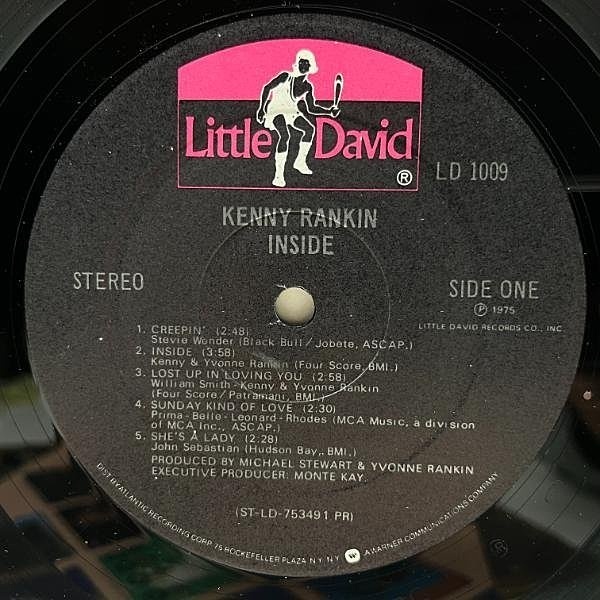 Little David ®
LD 1009
KENNY RANKIN
INSIDE
STEREO
SIDE ONE
Ⓟ 1975
LITTLE DAVID RECORDS CO., INC.
1. CREEPIN' (2:48)
Stevie Wonder (Black Bull / Jobete, ASCAP.)
2. INSIDE (3:58)
Kenny & Yvonne Rankin (Four Score, BMI.)
3. LOST UP IN LOVING YOU (2:58)
William Smith - Kenny & Yvonne Rankin
(Four Score / Patramani, BMI.)
4. SUNDAY KIND OF LOVE (2:30)
Prima - Belle - Leonard - Rhodes (MCA Music, a division
of MCA Inc., ASCAP.)
5. SHE'S A LADY (2:28)
John Sebastian (Hudson Bay, BMI.)
PRODUCED BY MICHAEL STEWART & YVONNE RANKIN
EXECUTIVE PRODUCER: MONTE KAY
(ST-LD-753491 PR)
DIST BY ATLANTIC RECORDING CORP. 75 ROCKEFELLER PLAZA N.Y. N.Y. W A WARNER COMMUNICATIONS COMPANY